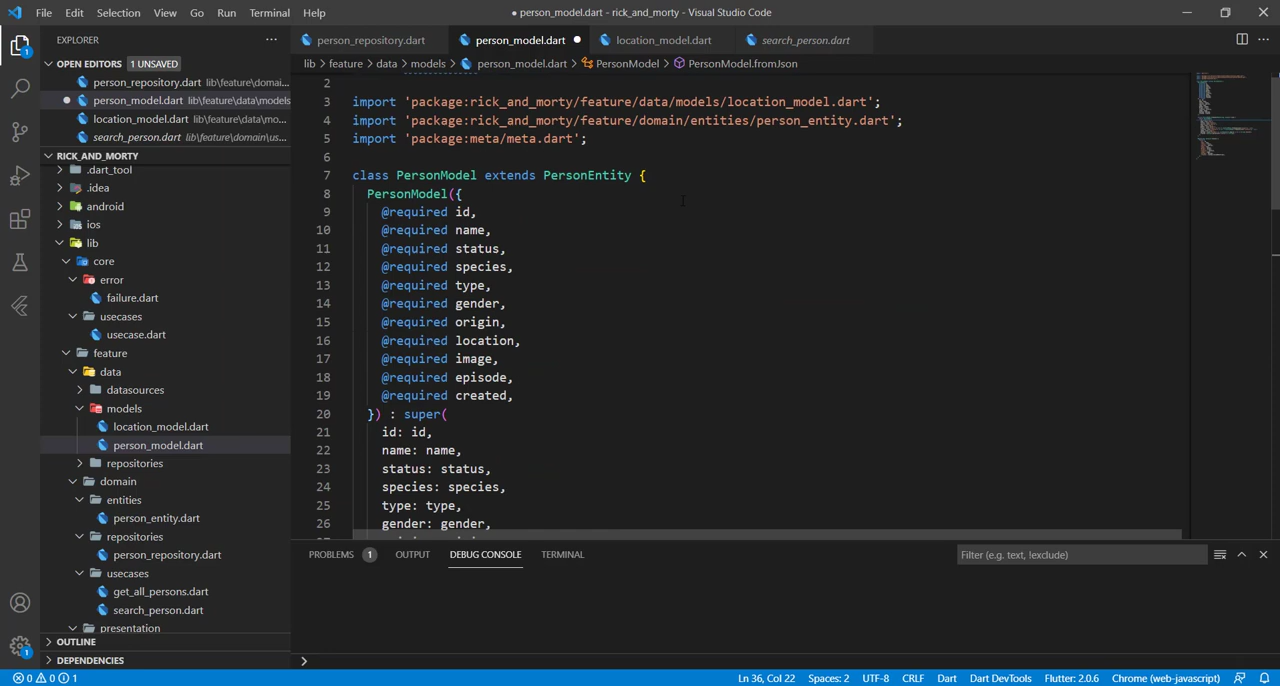 File Edit Selection View Go Run Terminal Help
● person_model.dart - rick_and_morty - Visual Studio Code
EXPLORER
person_repository.dart
person_model.dart
location_model.dart
search_person.dart
OPEN EDITORS 1 UNSAVED
lib > feature > data > models > person_model.dart > PersonModel > PersonModel.fromJson
person_repository.dart lib\feature\domai...
person_model.dart lib\feature\data\models
location_model.dart lib\feature\data\mo...
search_person.dart lib\feature\domain\us...
RICK_AND_MORTY
.dart_tool
.idea
android
ios
lib
core
error
failure.dart
usecases
usecase.dart
feature
data
datasources
models
location_model.dart
person_model.dart
repositories
domain
entities
person_entity.dart
repositories
person_repository.dart
usecases
get_all_persons.dart
search_person.dart
presentation
OUTLINE
DEPENDENCIES
2
3 import 'package:rick_and_morty/feature/data/models/location_model.dart';
4 import 'package:rick_and_morty/feature/domain/entities/person_entity.dart';
5 import 'package:meta/meta.dart';
6
7 class PersonModel extends PersonEntity {
8 PersonModel({
9 @required id,
10 @required name,
11 @required status,
12 @required species,
13 @required type,
14 @required gender,
15 @required origin,
16 @required location,
17 @required image,
18 @required episode,
19 @required created,
20 }) : super(
21 id: id,
22 name: name,
23 status: status,
24 species: species,
25 type: type,
26 gender: gender,
PROBLEMS 1 OUTPUT DEBUG CONSOLE TERMINAL
Filter (e.g. text, !exclude)
1
1
0 0 1
Ln 36, Col 22 Spaces: 2 UTF-8 CRLF Dart Dart DevTools Flutter: 2.0.6 Chrome (web-javascript)